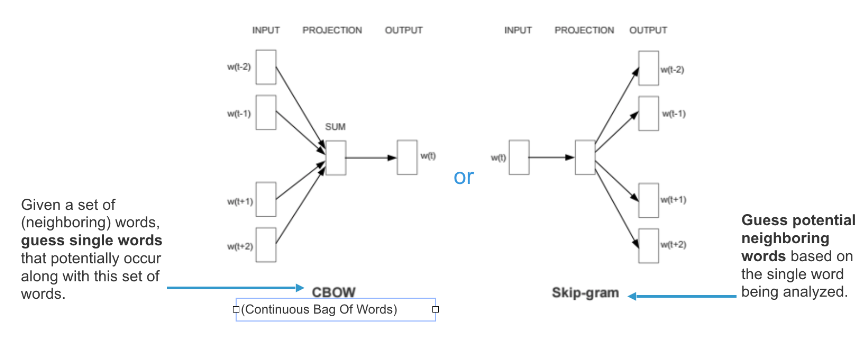 INPUT PROJECTION OUTPUT
w(t-2)
w(t-1)
SUM
w(t)
w(t+1)
w(t+2)
CBOW
(Continuous Bag Of Words)
Given a set of
(neighboring) words,
guess single words
that potentially occur
along with this set of
words.
or
INPUT PROJECTION OUTPUT
w(t-2)
w(t-1)
w(t)
w(t+1)
w(t+2)
Skip-gram
Guess potential
neighboring
words based on
the single word
being analyzed.